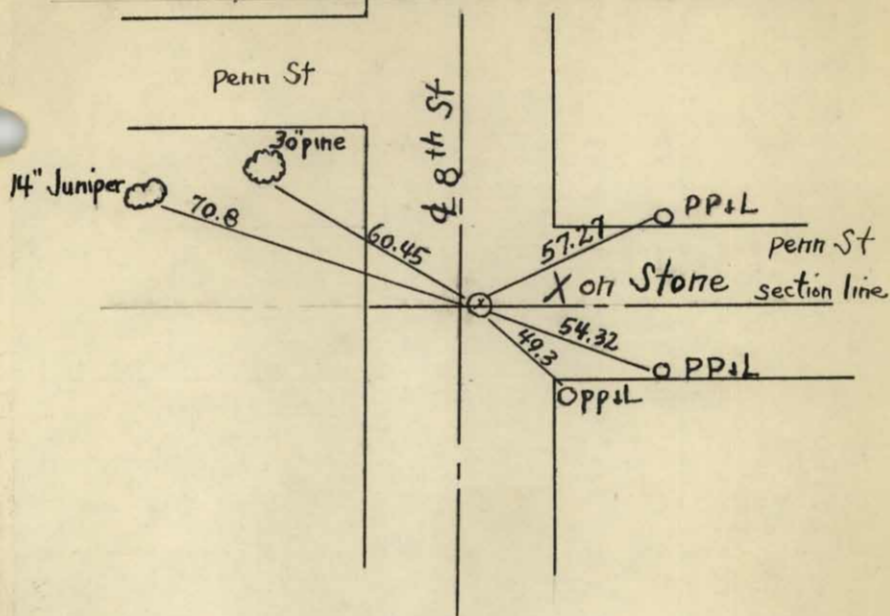 Penn St
30" pine
14" Juniper
70.8
60.45
℄ 8th St
57.27
PP&L
Penn St
X on Stone
section line
54.32
49.3
PP&L
PP&L